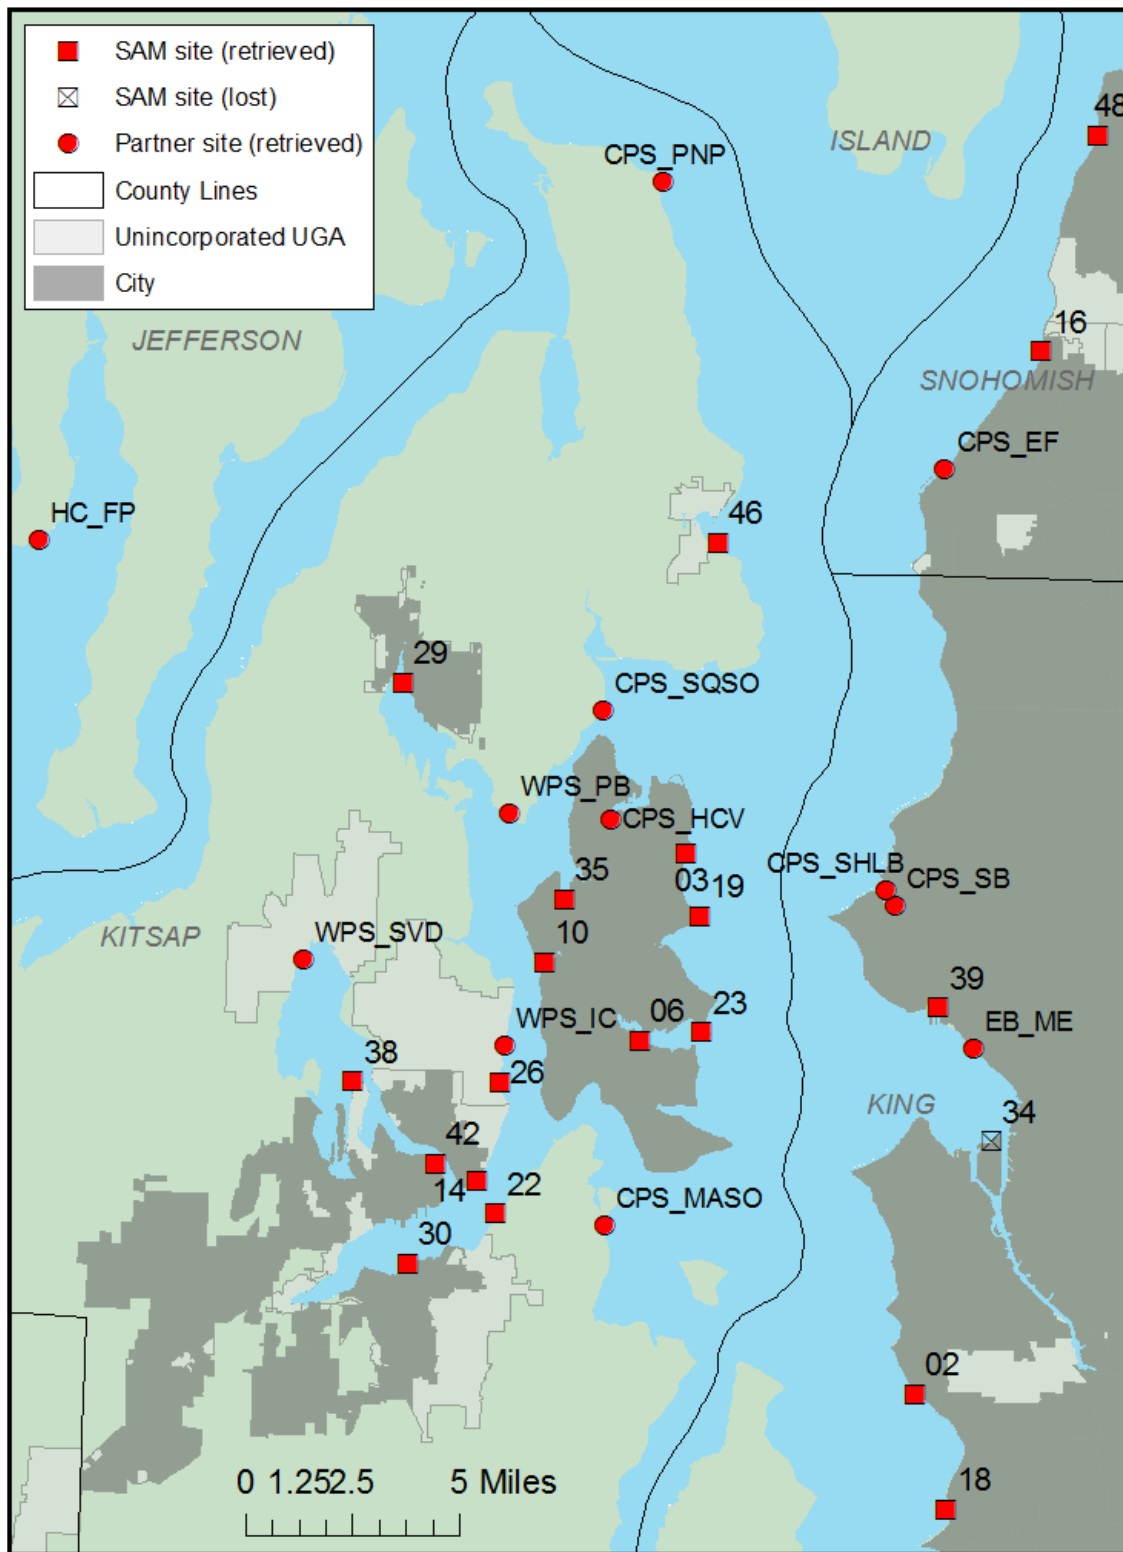 SAM site (retrieved)
SAM site (lost)
Partner site (retrieved)
County Lines
Unincorporated UGA
City
48
ISLAND
CPS_PNP
JEFFERSON
16
SNOHOMISH
CPS_EF
HC_FP
46
29
CPS_SQSO
WPS_PB
CPS_HCV
CPS_SHLB
CPS_SB
35
03
19
KITSAP
WPS_SVD
10
39
WPS_IC
06
23
EB_ME
38
26
KING
34
42
14
22
CPS_MASO
30
02
0 1.252.5 5 Miles
18